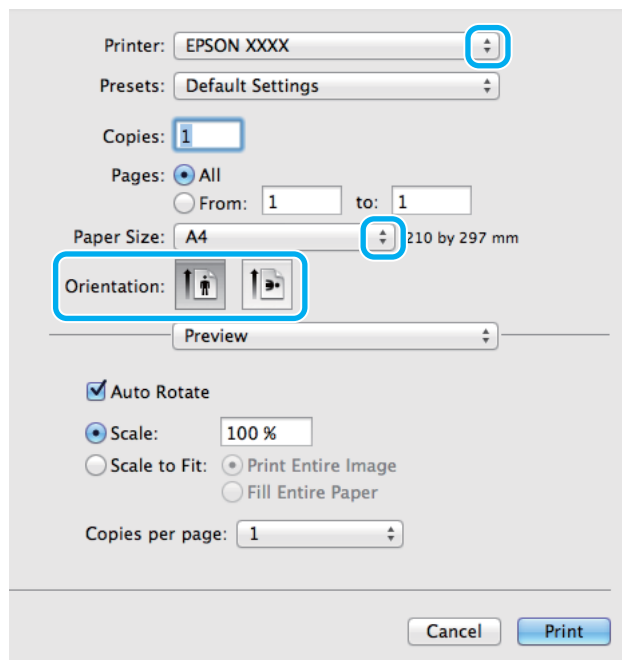 Printer: EPSON XXXX
Presets: Default Settings
Copies: 1
Pages: All
From: 1 to: 1
Paper Size: A4 210 by 297 mm
Orientation:
Preview
Auto Rotate
Scale: 100 %
Scale to Fit: Print Entire Image
Fill Entire Paper
Copies per page: 1
Cancel Print